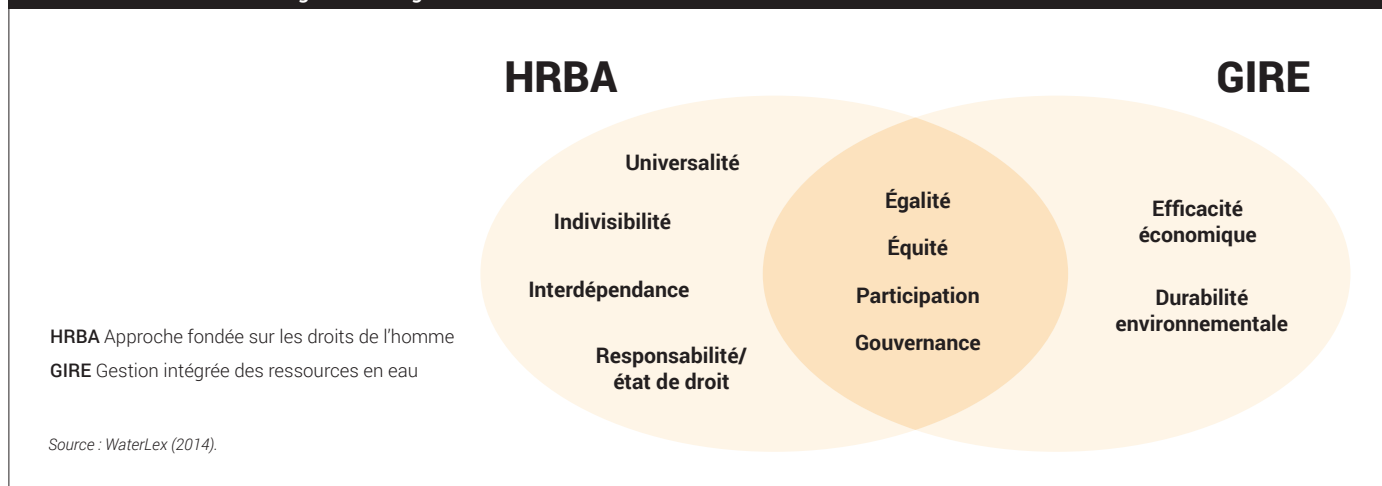 HRBA
GIRE
Universalité
Indivisibilité
Interdépendance
Responsabilité/
état de droit
Égalité
Équité
Participation
Gouvernance
Efficacité
économique
Durabilité
environnementale
HRBA Approche fondée sur les droits de l'homme
GIRE Gestion intégrée des ressources en eau
Source : WaterLex (2014).